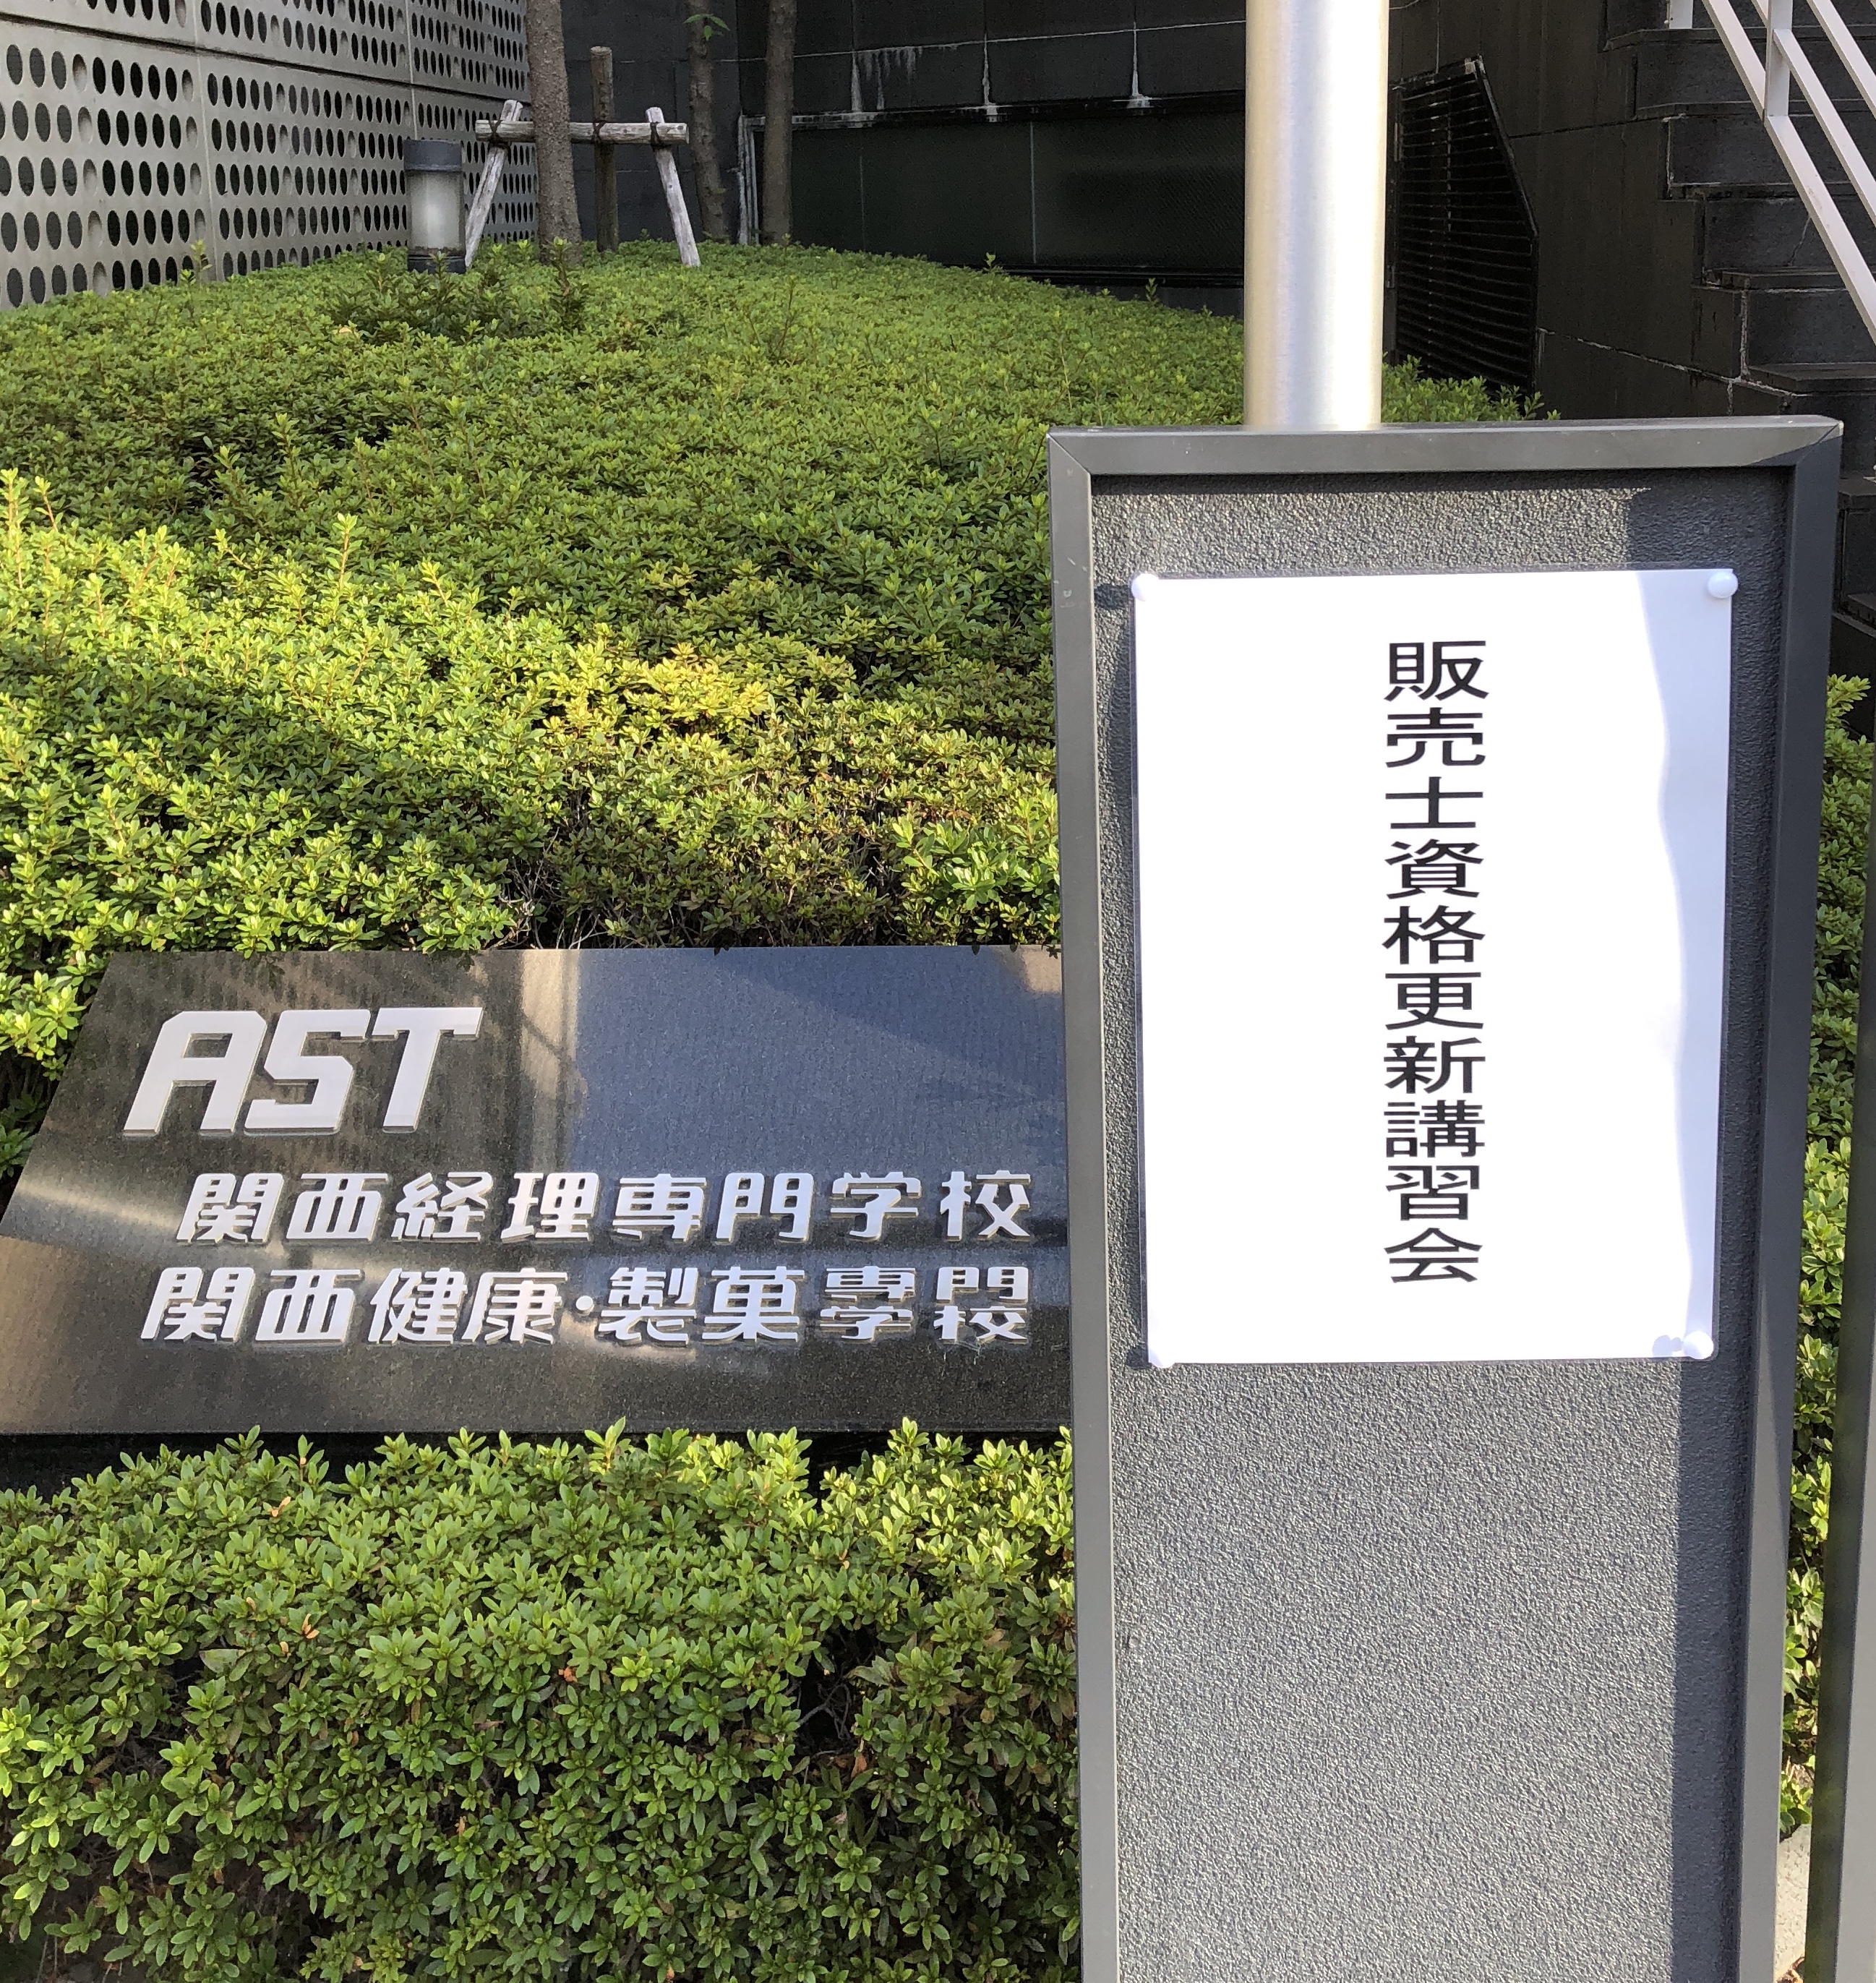 販売士資格更新講習会
AST
関西経理専門学校
関西健康・製菓専門学校